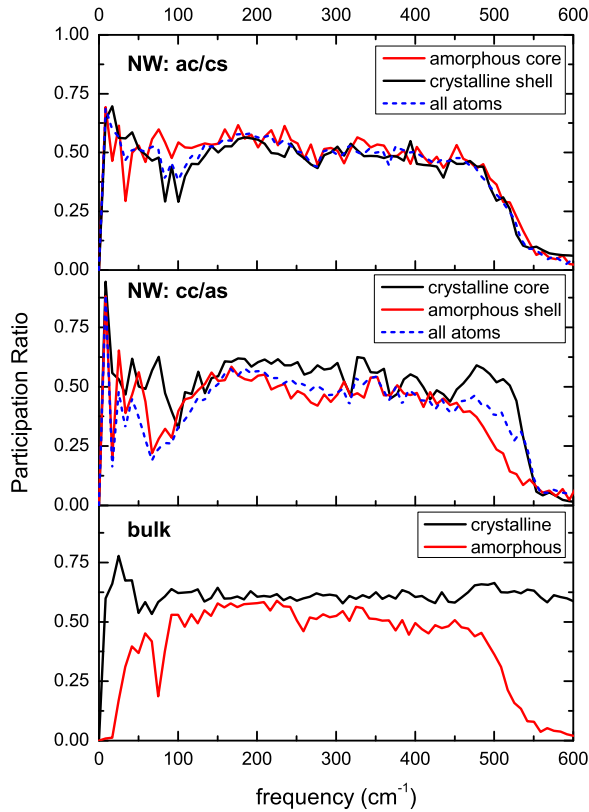 0 100 200 300 400 500 600
1.00
NW: ac/cs
amorphous core
crystalline shell
all atoms
0.75
0.50
0.25
0.00
NW: cc/as
crystalline core
amorphous shell
all atoms
0.75
0.50
0.25
0.00
Participation Ratio
bulk
crystalline
amorphous
0.75
0.50
0.25
0.00
0 100 200 300 400 500 600
frequency (cm⁻¹)